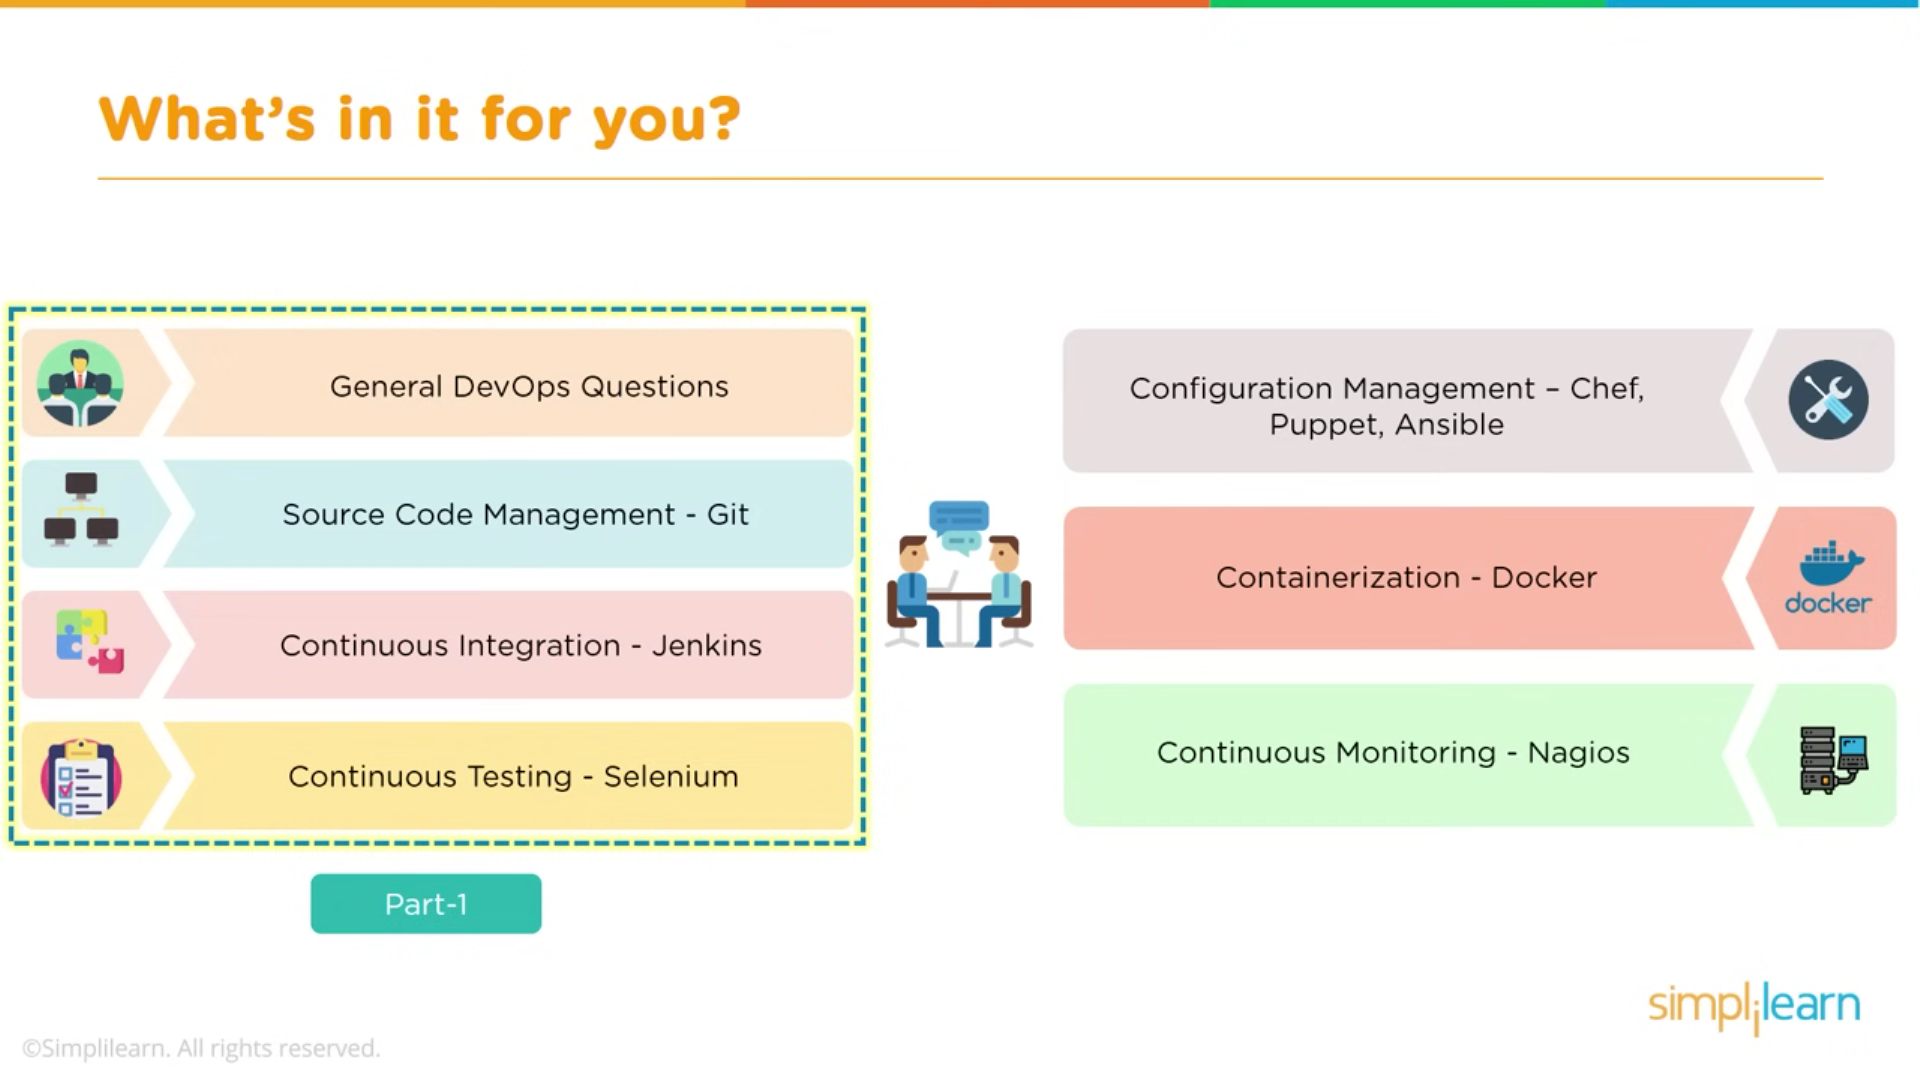 What's in it for you?
General DevOps Questions
Source Code Management - Git
Continuous Integration - Jenkins
Continuous Testing - Selenium
Part-1
Configuration Management – Chef,
Puppet, Ansible
Containerization - Docker
docker
Continuous Monitoring - Nagios
simplilearn
©Simplilearn. All rights reserved.